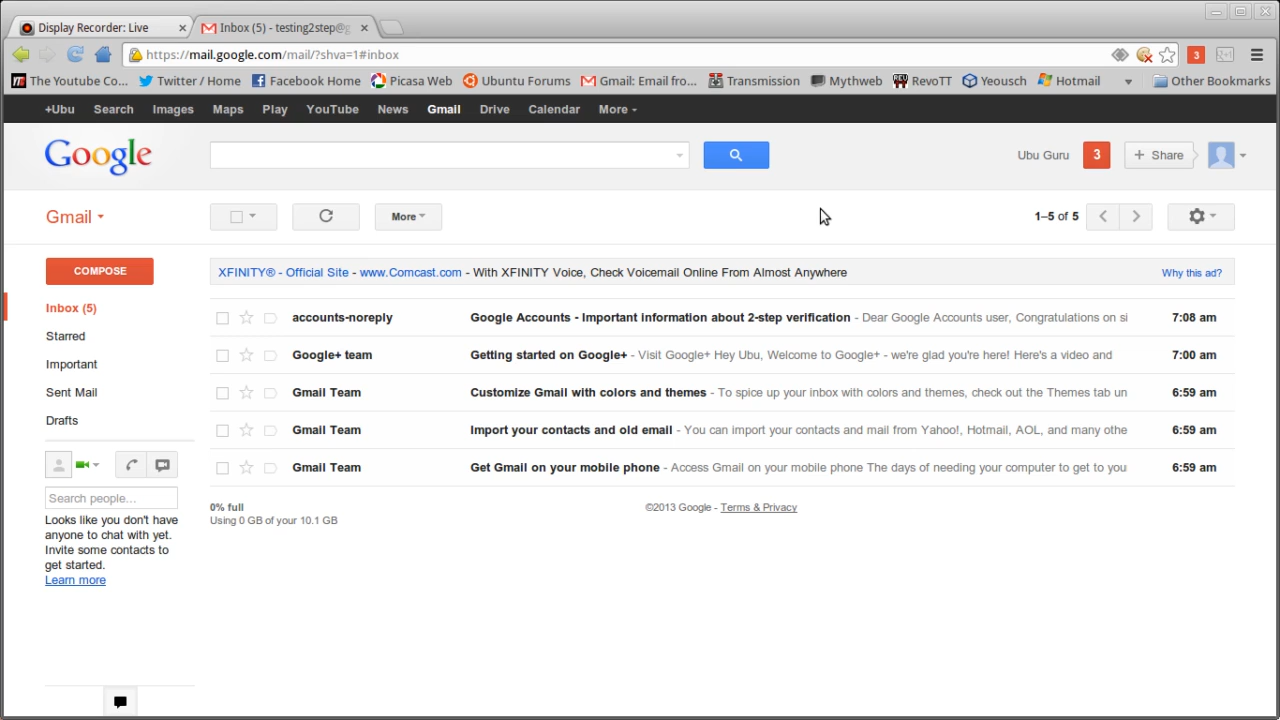 Display Recorder: Live
Inbox (5) - testing2step@g
https://mail.google.com/mail/?shva=1#inbox
3
The Youtube Co...
Twitter / Home
Facebook Home
Picasa Web
Ubuntu Forums
Gmail: Email fro...
Transmission
Mythweb
RevoTT
Yeousch
Hotmail
Other Bookmarks
+Ubu Search Images Maps Play YouTube News Gmail Drive Calendar More
Google
Ubu Guru 3 + Share
Gmail
More
1–5 of 5
COMPOSE
Inbox (5)
Starred
Important
Sent Mail
Drafts
Search people...
Looks like you don't have
anyone to chat with yet.
Invite some contacts to
get started.
Learn more
XFINITY® - Official Site - www.Comcast.com - With XFINITY Voice, Check Voicemail Online From Almost Anywhere Why this ad?
accounts-noreply Google Accounts - Important information about 2-step verification - Dear Google Accounts user, Congratulations on si 7:08 am
Google+ team Getting started on Google+ - Visit Google+ Hey Ubu, Welcome to Google+ - we're glad you're here! Here's a video and 7:00 am
Gmail Team Customize Gmail with colors and themes - To spice up your inbox with colors and themes, check out the Themes tab un 6:59 am
Gmail Team Import your contacts and old email - You can import your contacts and mail from Yahoo!, Hotmail, AOL, and many othe 6:59 am
Gmail Team Get Gmail on your mobile phone - Access Gmail on your mobile phone The days of needing your computer to get to you 6:59 am
0% full
Using 0 GB of your 10.1 GB
©2013 Google - Terms & Privacy